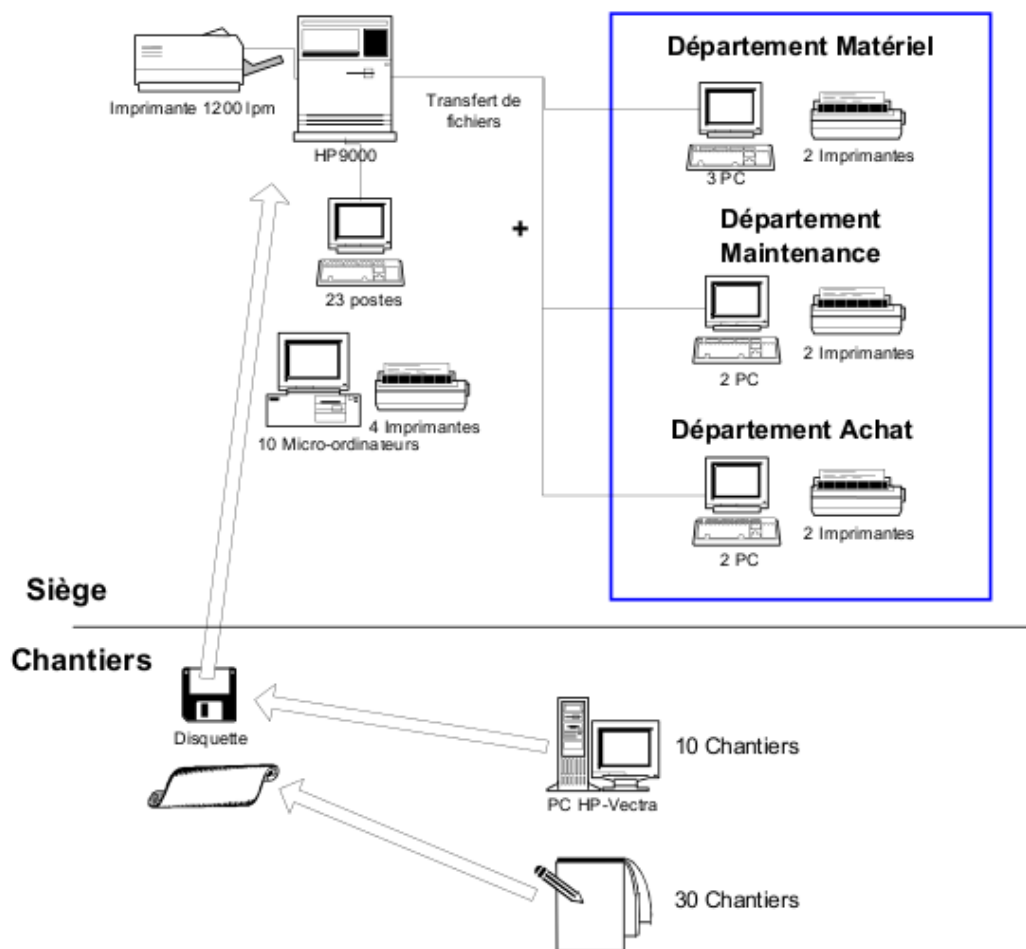 Département Matériel
Imprimante 1200 lpm
Transfert de
fichiers
HP9000
2 Imprimantes
3 PC
Département
Maintenance
+
23 postes
2 Imprimantes
2 PC
4 Imprimantes
10 Micro-ordinateurs
Département Achat
2 Imprimantes
2 PC
Siège
Chantiers
Disquette
10 Chantiers
PC HP-Vectra
30 Chantiers